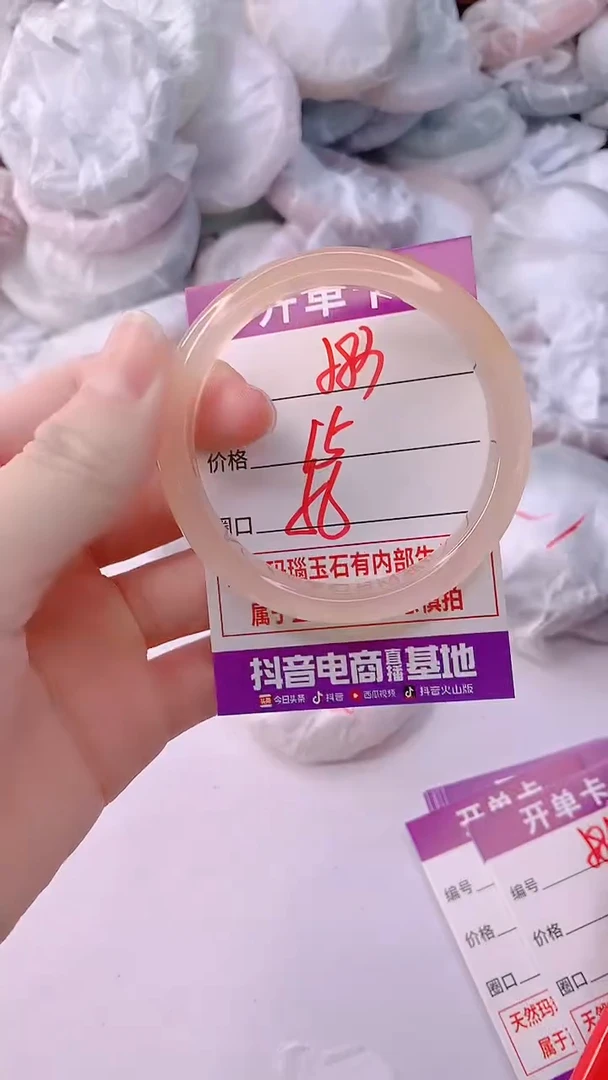 开单卡
价格
圈口
玛瑙玉石有内部生
属于 慎拍
抖音电商直播基地
今日头条 抖音 西瓜视频 抖音火山版
开单卡
编号
价格
圈口
天然玛
属于
开单卡
编号
价格
圈口